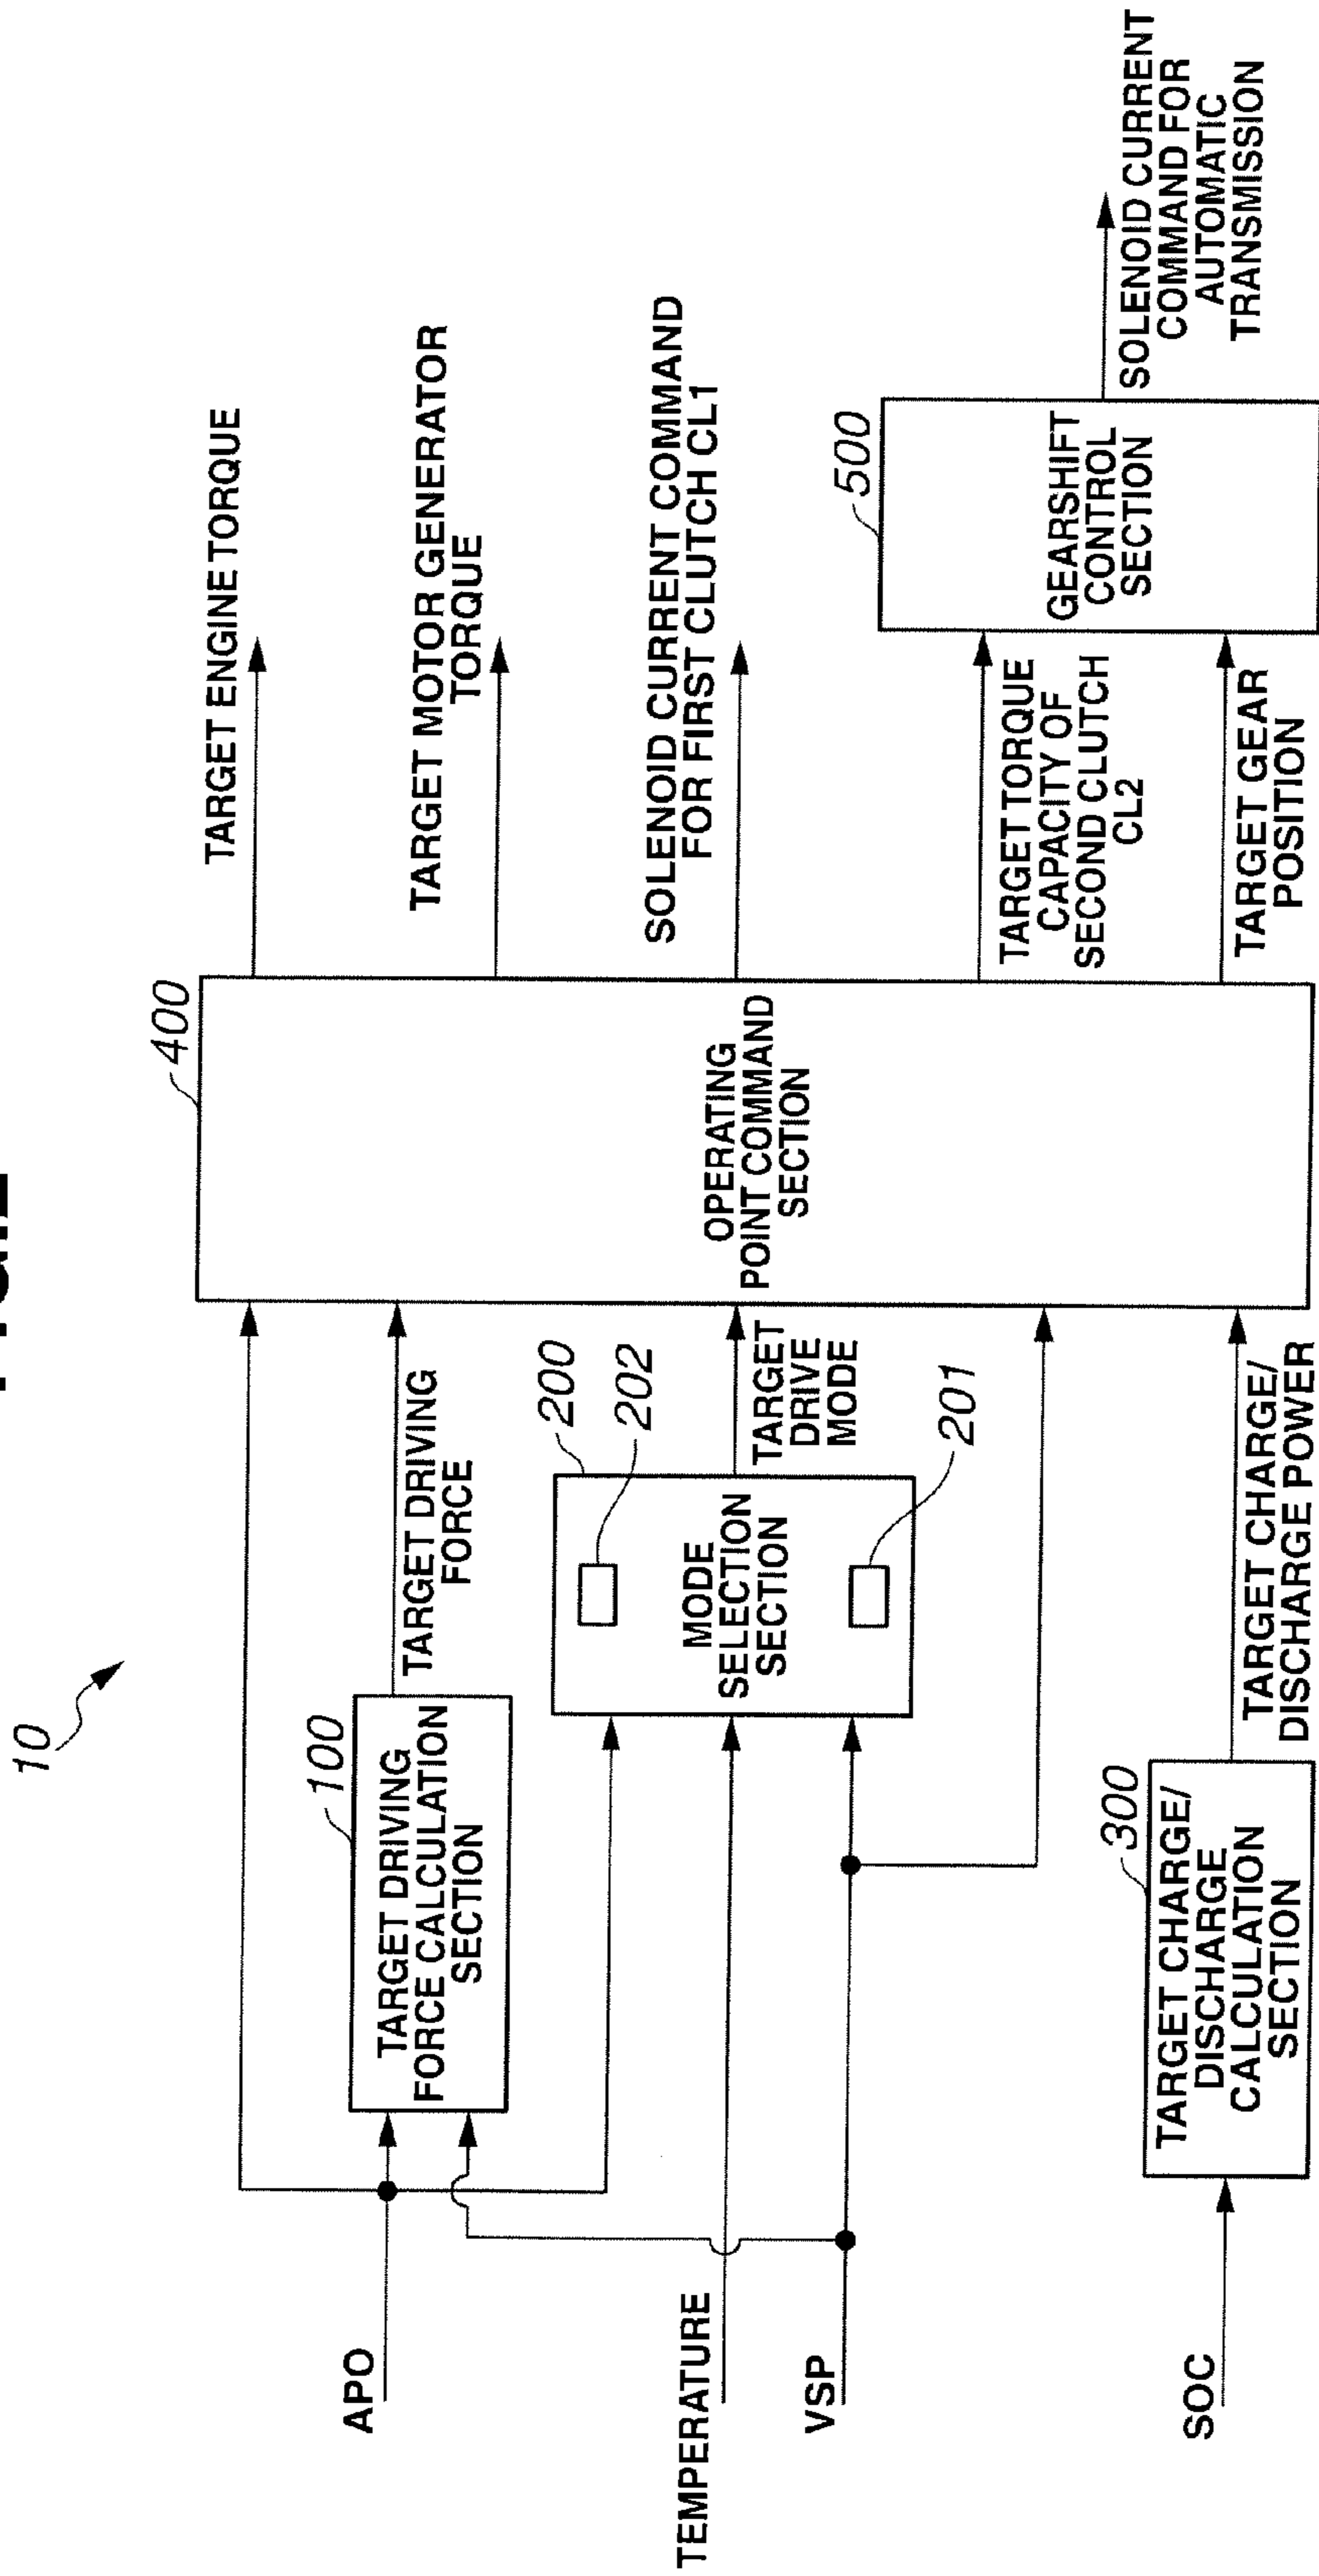 10
APO
TEMPERATURE
VSP
SOC
100
TARGET DRIVING
FORCE CALCULATION
SECTION
TARGET DRIVING
FORCE
200
202
MODE
SELECTION
SECTION
201
TARGET
DRIVE
MODE
300
TARGET CHARGE/
DISCHARGE
CALCULATION
SECTION
TARGET CHARGE/
DISCHARGE POWER
400
OPERATING
POINT COMMAND
SECTION
TARGET ENGINE TORQUE
TARGET MOTOR GENERATOR
TORQUE
SOLENOID CURRENT COMMAND
FOR FIRST CLUTCH CL1
TARGET TORQUE
CAPACITY OF
SECOND CLUTCH
CL2
TARGET GEAR
POSITION
500
GEARSHIFT
CONTROL
SECTION
SOLENOID CURRENT
COMMAND FOR
AUTOMATIC
TRANSMISSION